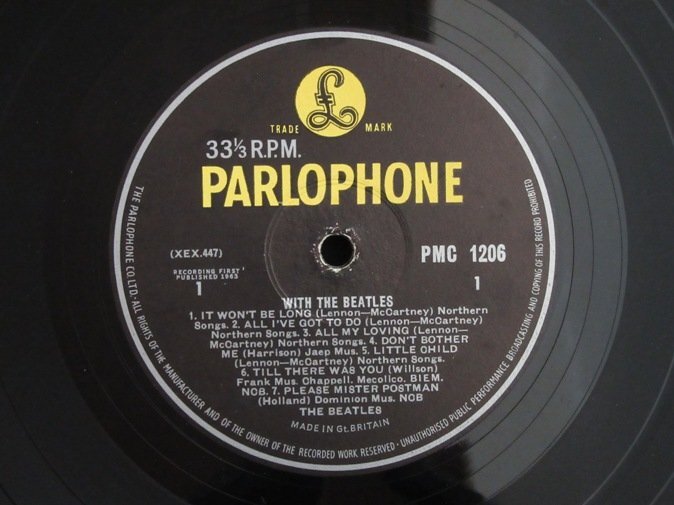 £
TRADE MARK
33⅓ R.P.M.
PARLOPHONE
(XEX.447)
PMC 1206
RECORDING FIRST
PUBLISHED 1963
1
1
WITH THE BEATLES
1. IT WON'T BE LONG (Lennon—McCartney) Northern
Songs. 2. ALL I'VE GOT TO DO (Lennon—McCartney)
Northern Songs. 3. ALL MY LOVING (Lennon—
McCartney) Northern Songs. 4. DON'T BOTHER
ME (Harrison) Jaep Mus. 5. LITTLE CHILD
(Lennon—McCartney) Northern Songs.
6. TILL THERE WAS YOU (Willson)
Frank Mus. Chappell. Mecolico. BIEM.
NCB. 7. PLEASE MISTER POSTMAN
(Holland) Dominion Mus. NCB
THE BEATLES
MADE IN Gt. BRITAIN
THE PARLOPHONE CO. LTD · ALL RIGHTS OF THE MANUFACTURER AND OF THE OWNER OF THE RECORDED WORK RESERVED · UNAUTHORISED PUBLIC PERFORMANCE BROADCASTING AND COPYING OF THIS RECORD PROHIBITED